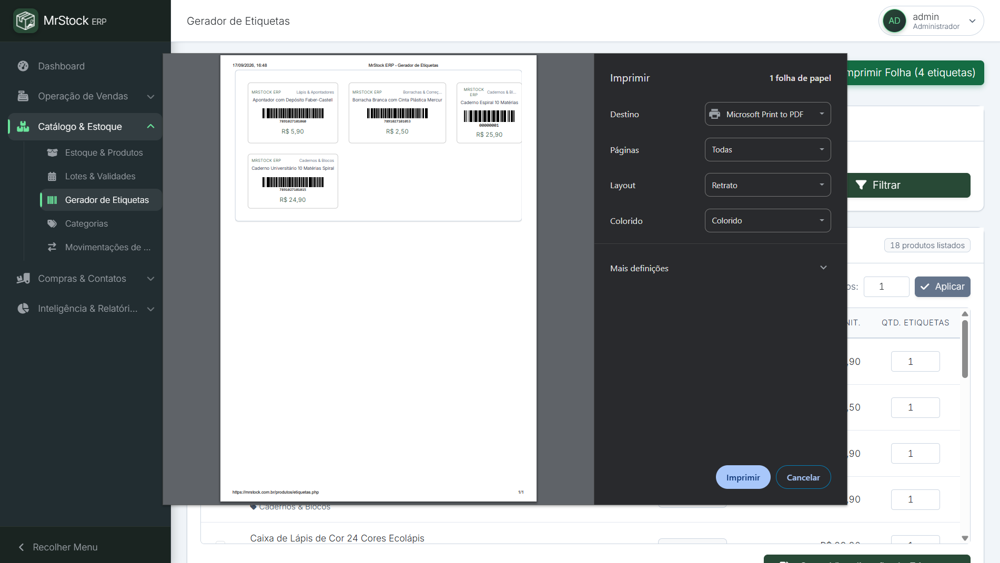 MrStock ERP
Gerador de Etiquetas
AD
admin
Administrador
Dashboard
Operação de Vendas
Catálogo & Estoque
Estoque & Produtos
Lotes & Validades
Gerador de Etiquetas
Categorias
Movimentações de ...
Compras & Contatos
Inteligência & Relatóri...
Recolher Menu
17/09/2026, 16:48
MrStock ERP - Gerador de Etiquetas
MRSTOCK ERP
Lápis & Apontadores
Apontador com Depósito Faber-Castell
7891027101060
R$ 5,90
MRSTOCK ERP
Borrachas & Correç...
Borracha Branca com Cinta Plástica Mercur
7891027101053
R$ 2,50
MRSTOCK
ERP
Cadernos & Bl...
Caderno Espiral 10 Matérias
00000001
R$ 25,90
MRSTOCK ERP
Cadernos & Blocos
Caderno Universitário 10 Matérias Spiral
7891027101015
R$ 24,90
https://mrstock.com.br/produtos/etiquetas.php
1/1
Imprimir
1 folha de papel
Destino
Microsoft Print to PDF
Páginas
Todas
Layout
Retrato
Colorido
Colorido
Mais definições
Imprimir
Cancelar
mprimir Folha (4 etiquetas)
Filtrar
18 produtos listados
os:
1
Aplicar
NIT.
QTD. ETIQUETAS
,90
1
,50
1
,90
1
,90
1
Cadernos & Blocos
Caixa de Lápis de Cor 24 Cores Ecolápis